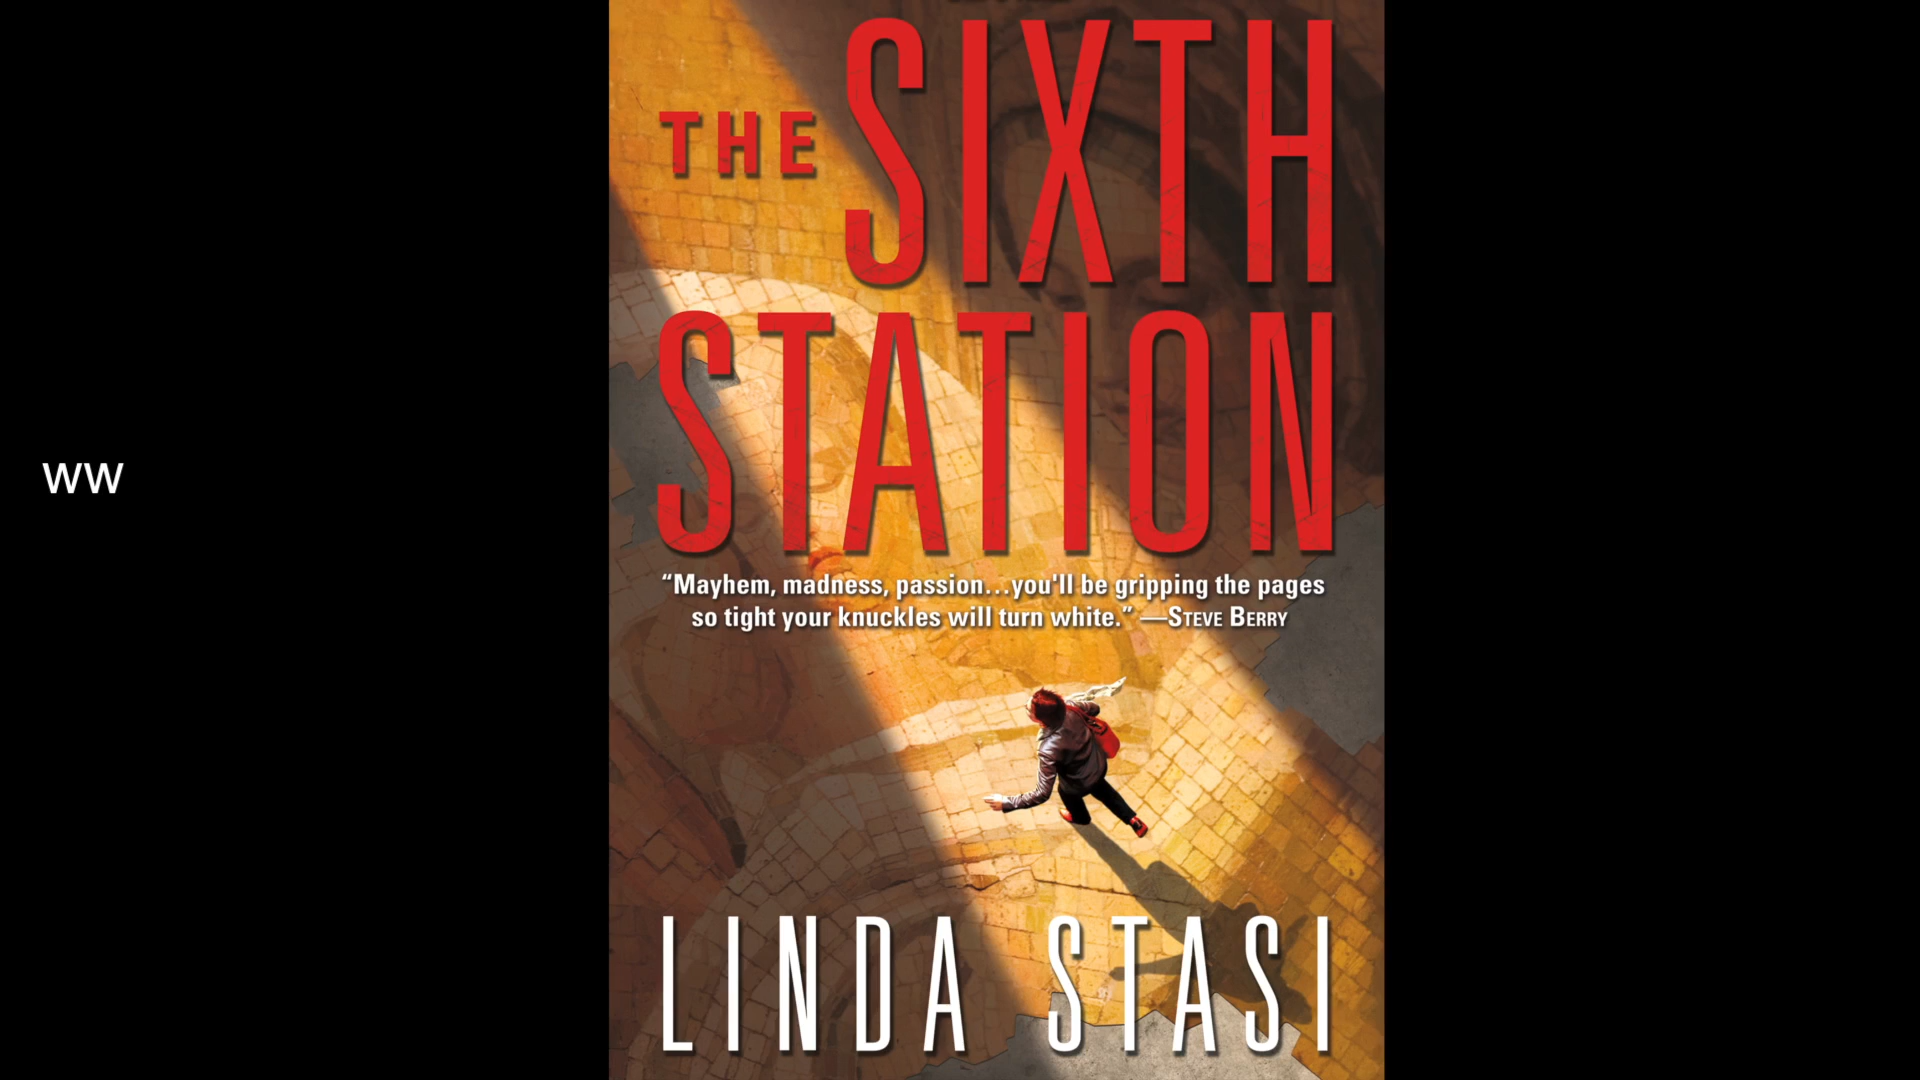 THE SIXTH
STATION
“Mayhem, madness, passion...you'll be gripping the pages
so tight your knuckles will turn white.” —STEVE BERRY
LINDA STASI
WW